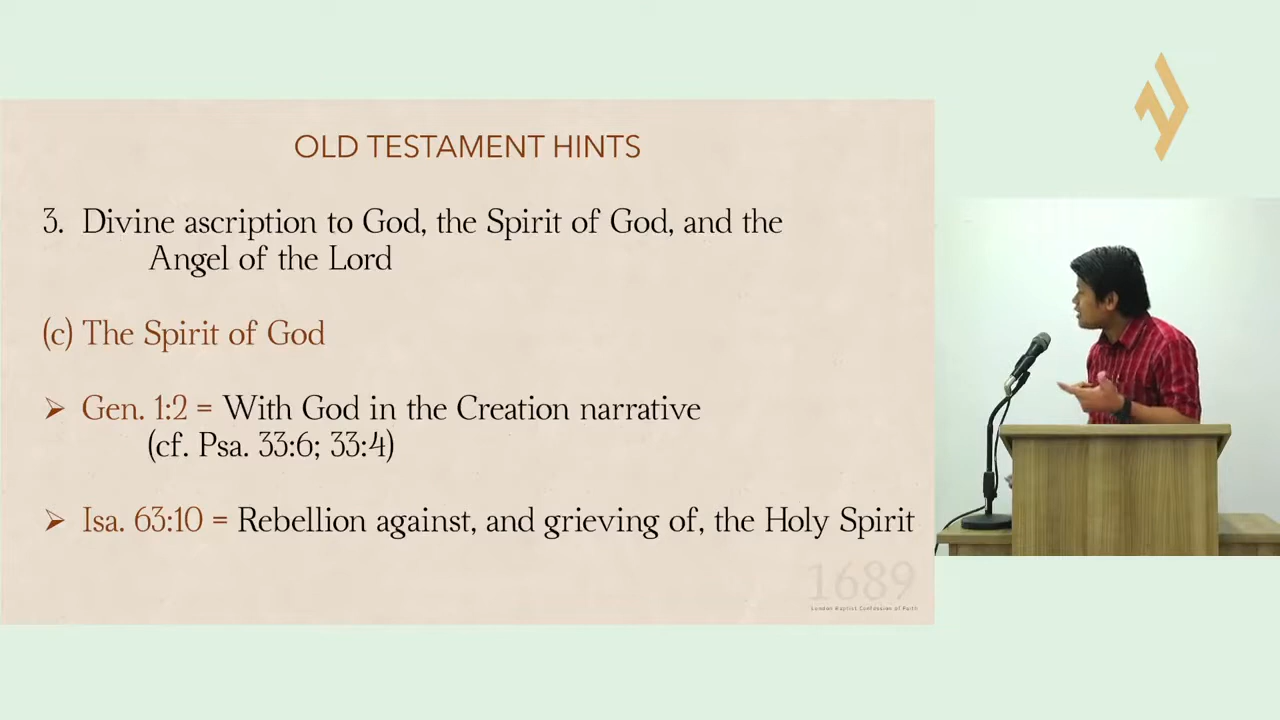 OLD TESTAMENT HINTS
3. Divine ascription to God, the Spirit of God, and the
Angel of the Lord
(c) The Spirit of God
➤ Gen. 1:2 = With God in the Creation narrative
(cf. Psa. 33:6; 33:4)
➤ Isa. 63:10 = Rebellion against, and grieving of, the Holy Spirit
1689
London Baptist Confession of Faith